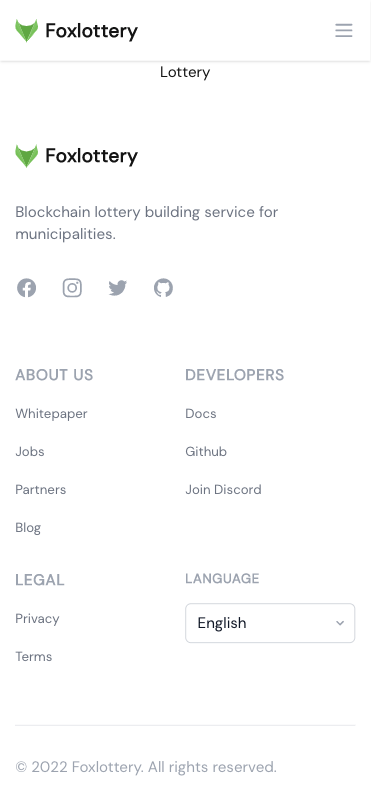 Foxlottery
Lottery
Foxlottery
Blockchain lottery building service for
municipalities.
ABOUT US
Whitepaper
Jobs
Partners
Blog
DEVELOPERS
Docs
Github
Join Discord
LEGAL
Privacy
Terms
LANGUAGE
English
© 2022 Foxlottery. All rights reserved.